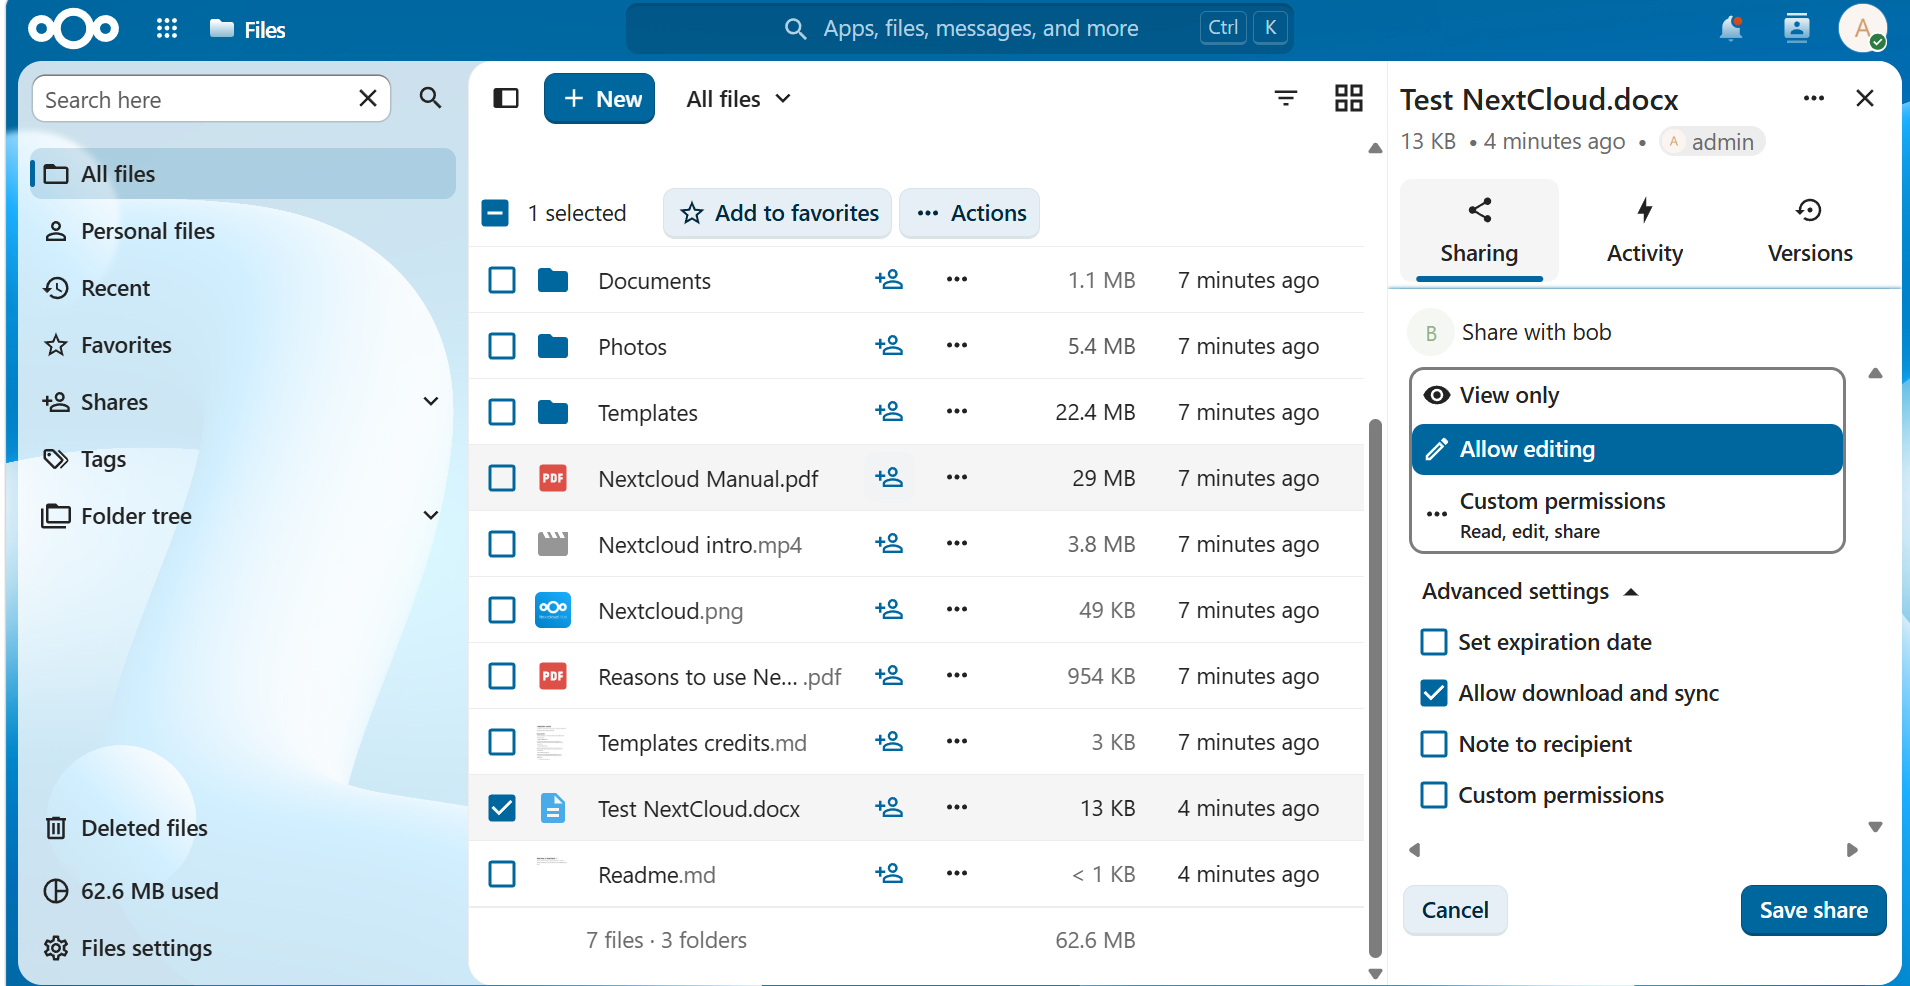 Files
Apps, files, messages, and more
Ctrl
K
A
Search here
All files
Personal files
Recent
Favorites
Shares
Tags
Folder tree
Deleted files
62.6 MB used
Files settings
+ New
All files
1 selected
Add to favorites
··· Actions
Documents 1.1 MB 7 minutes ago
Photos 5.4 MB 7 minutes ago
Templates 22.4 MB 7 minutes ago
PDF Nextcloud Manual.pdf 29 MB 7 minutes ago
Nextcloud intro.mp4 3.8 MB 7 minutes ago
Nextcloud.png 49 KB 7 minutes ago
PDF Reasons to use Ne... .pdf 954 KB 7 minutes ago
Templates credits.md 3 KB 7 minutes ago
Test NextCloud.docx 13 KB 4 minutes ago
Readme.md < 1 KB 4 minutes ago
7 files · 3 folders 62.6 MB
Test NextCloud.docx
13 KB • 4 minutes ago • A admin
Sharing
Activity
Versions
B Share with bob
View only
Allow editing
Custom permissions
Read, edit, share
Advanced settings
Set expiration date
Allow download and sync
Note to recipient
Custom permissions
Cancel
Save share